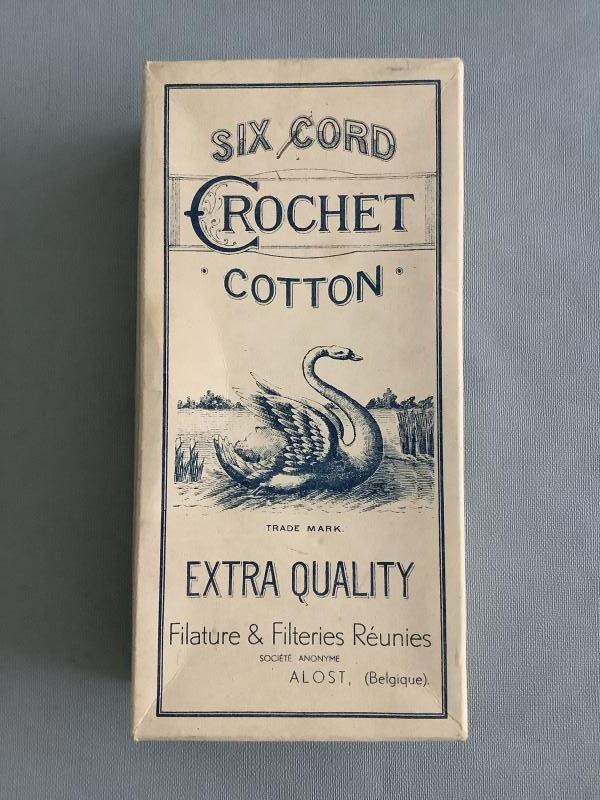 SIX CORD
CROCHET
· COTTON ·
TRADE MARK.
EXTRA QUALITY
Filature & Filteries Réunies
SOCIÉTÉ ANONYME
ALOST, (Belgique).